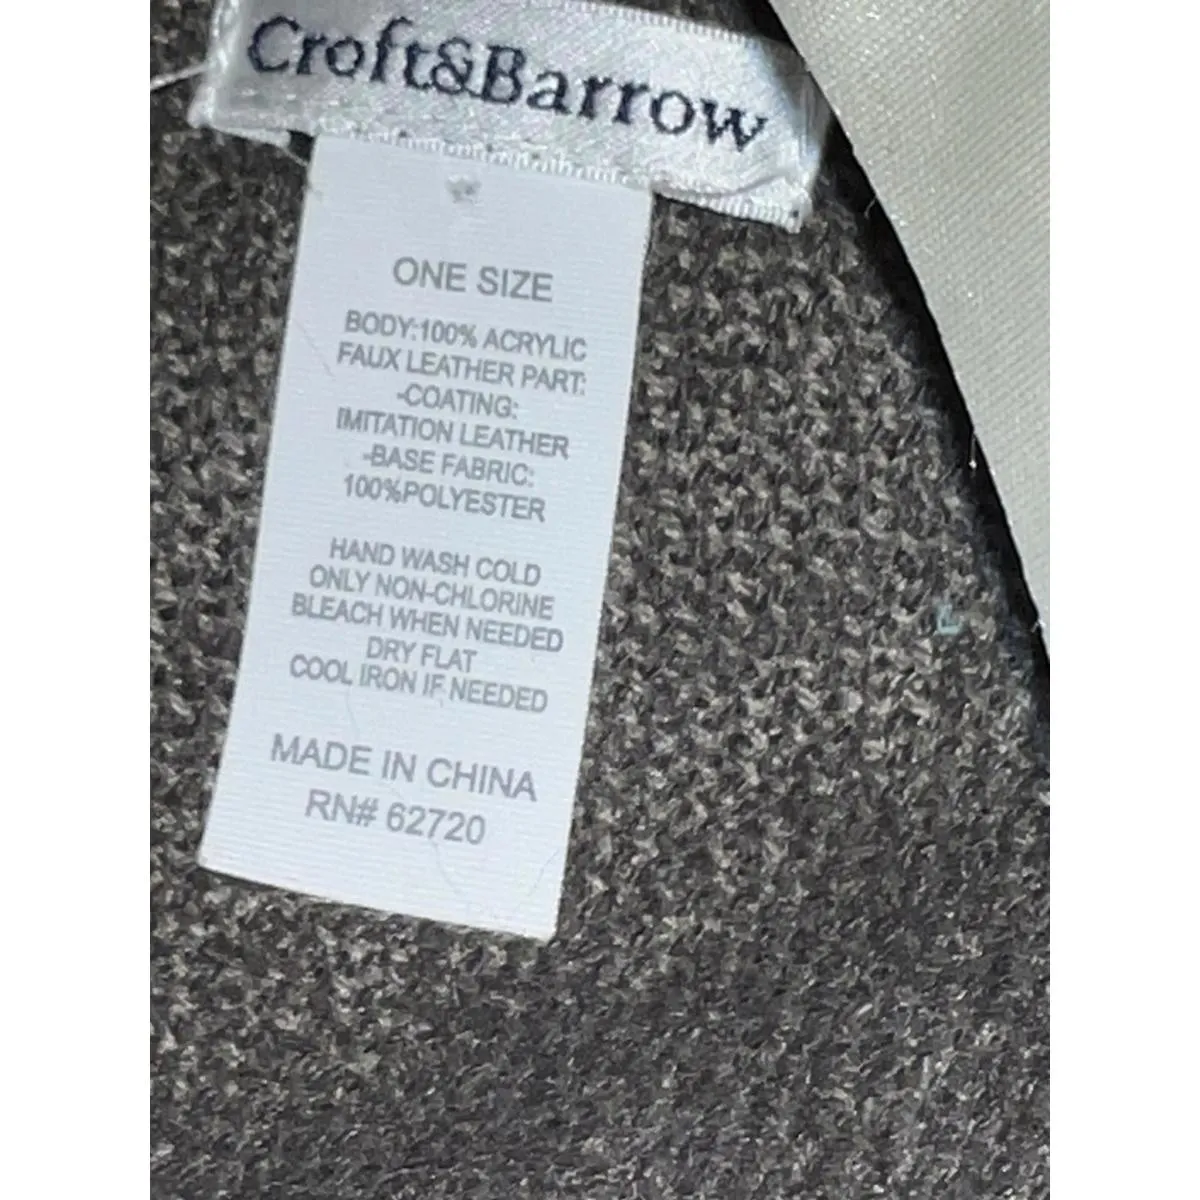 Croft&Barrow
ONE SIZE
BODY:100% ACRYLIC
FAUX LEATHER PART:
-COATING:
IMITATION LEATHER
-BASE FABRIC:
100%POLYESTER
HAND WASH COLD
ONLY NON-CHLORINE
BLEACH WHEN NEEDED
DRY FLAT
COOL IRON IF NEEDED
MADE IN CHINA
RN# 62720